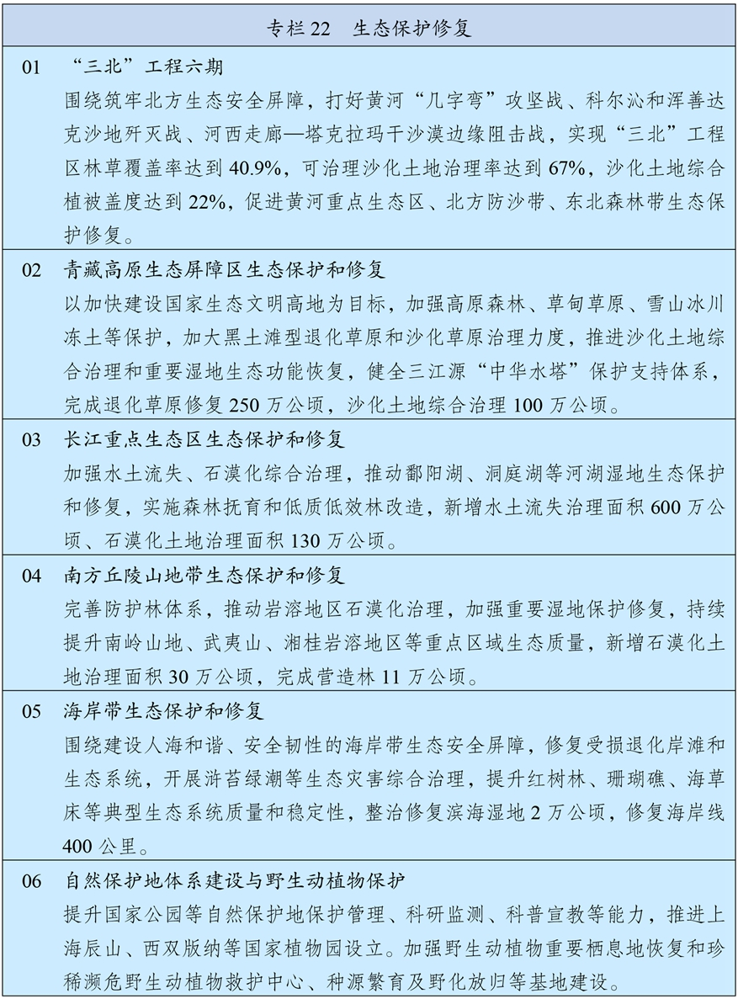 专栏 22 生态保护修复
01 “三北”工程六期
围绕筑牢北方生态安全屏障，打好黄河“几字弯”攻坚战、科尔沁和浑善达
克沙地歼灭战、河西走廊—塔克拉玛干沙漠边缘阻击战，实现“三北”工程
区林草覆盖率达到 40.9%，可治理沙化土地治理率达到 67%，沙化土地综合
植被盖度达到 22%，促进黄河重点生态区、北方防沙带、东北森林带生态保
护修复。
02 青藏高原生态屏障区生态保护和修复
以加快建设国家生态文明高地为目标，加强高原森林、草甸草原、雪山冰川
冻土等保护，加大黑土滩型退化草原和沙化草原治理力度，推进沙化土地综
合治理和重要湿地生态功能恢复，健全三江源“中华水塔”保护支持体系，
完成退化草原修复 250 万公顷，沙化土地综合治理 100 万公顷。
03 长江重点生态区生态保护和修复
加强水土流失、石漠化综合治理，推动鄱阳湖、洞庭湖等河湖湿地生态保护
和修复，实施森林抚育和低质低效林改造，新增水土流失治理面积 600 万公
顷、石漠化土地治理面积 130 万公顷。
04 南方丘陵山地带生态保护和修复
完善防护林体系，推动岩溶地区石漠化治理，加强重要湿地保护修复，持续
提升南岭山地、武夷山、湘桂岩溶地区等重点区域生态质量，新增石漠化土
地治理面积 30 万公顷，完成营造林 11 万公顷。
05 海岸带生态保护和修复
围绕建设人海和谐、安全韧性的海岸带生态安全屏障，修复受损退化岸滩和
生态系统，开展浒苔绿潮等生态灾害综合治理，提升红树林、珊瑚礁、海草
床等典型生态系统质量和稳定性，整治修复滨海湿地 2 万公顷，修复海岸线
400 公里。
06 自然保护地体系建设与野生动植物保护
提升国家公园等自然保护地保护管理、科研监测、科普宣教等能力，推进上
海辰山、西双版纳等国家植物园设立。加强野生动植物重要栖息地恢复和珍
稀濒危野生动植物救护中心、种源繁育及野化放归等基地建设。